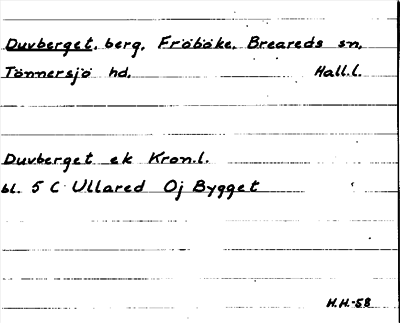 Duvberget, berg, Fröböke, Breareds sn,
Tönnersjö hd, Hall.l.
Duvberget ek Kron.l.
bl. 5 C Ullared Oj Bygget
H.H.-58